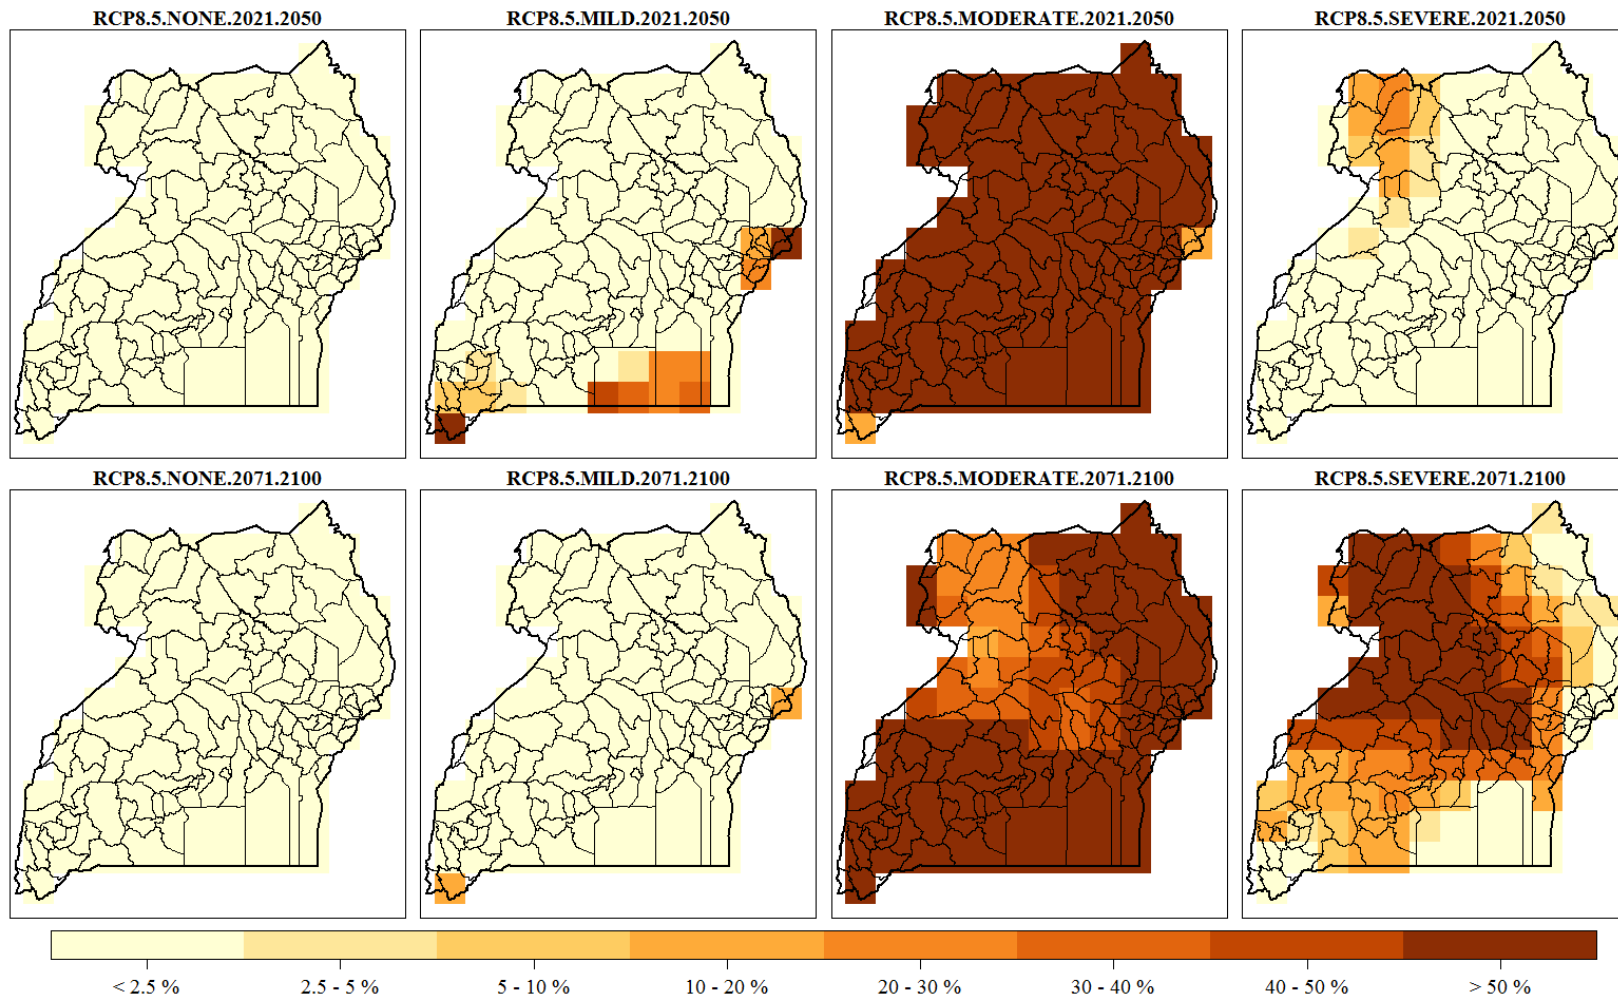 RCP8.5.NONE.2021.2050 RCP8.5.MILD.2021.2050 RCP8.5.MODERATE.2021.2050 RCP8.5.SEVERE.2021.2050
RCP8.5.NONE.2071.2100 RCP8.5.MILD.2071.2100 RCP8.5.MODERATE.2071.2100 RCP8.5.SEVERE.2071.2100
< 2.5 % 2.5 - 5 % 5 - 10 % 10 - 20 % 20 - 30 % 30 - 40 % 40 - 50 % > 50 %